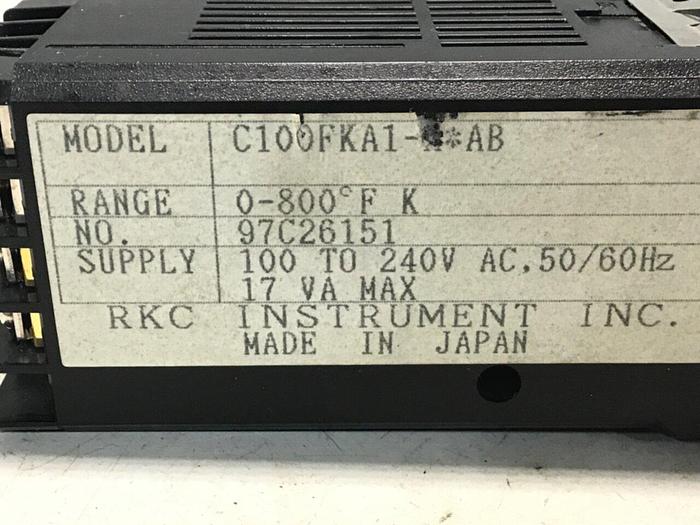 MODEL C100FKA1- *AB
RANGE 0-800°F K
NO. 97C26151
SUPPLY 100 TO 240V AC,50/60Hz
17 VA MAX
RKC INSTRUMENT INC.
MADE IN JAPAN